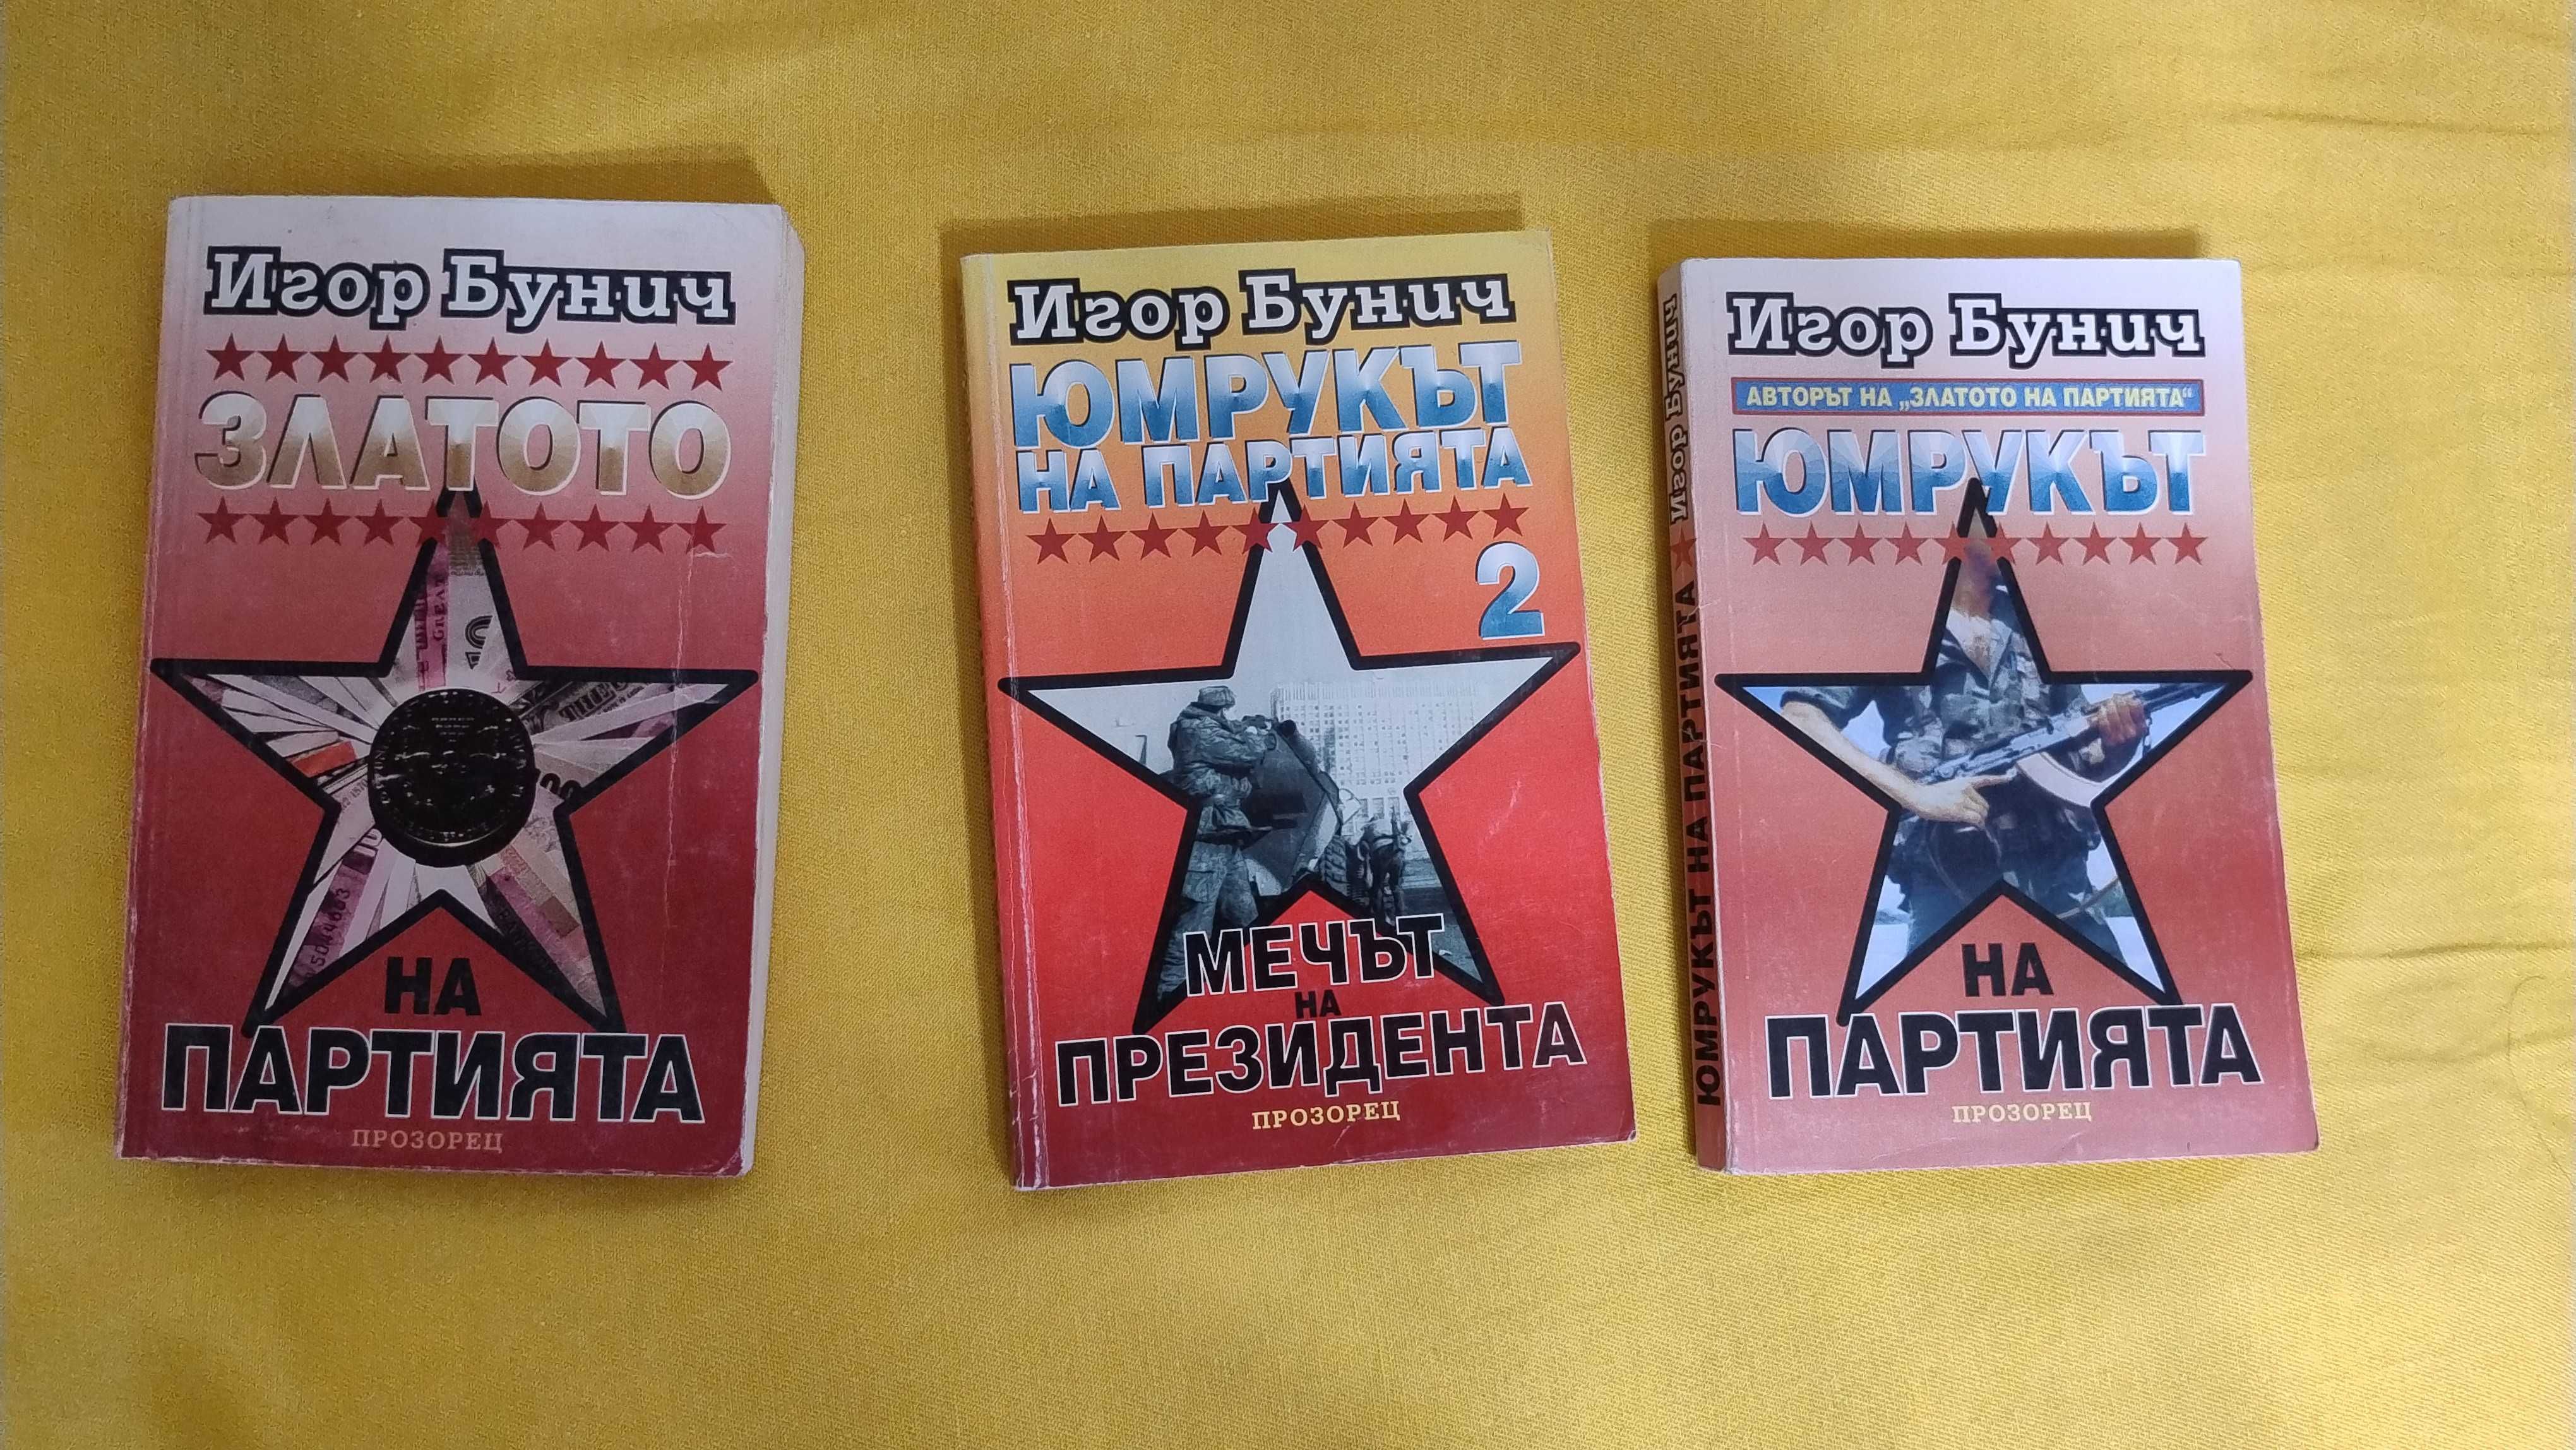 Игор Бунич
ЗЛАТОТО
НА
ПАРТИЯТА
ПРОЗОРЕЦ
Игор Бунич
ЮМРУКЪТ
НА ПАРТИЯТА
2
МЕЧЪТ
НА
ПРЕЗИДЕНТА
ПРОЗОРЕЦ
ЮМРУКЪТ НА ПАРТИЯТА ★ Игор Бунич
Игор Бунич
АВТОРЪТ НА „ЗЛАТОТО НА ПАРТИЯТА“
ЮМРУКЪТ
НА
ПАРТИЯТА
ПРОЗОРЕЦ